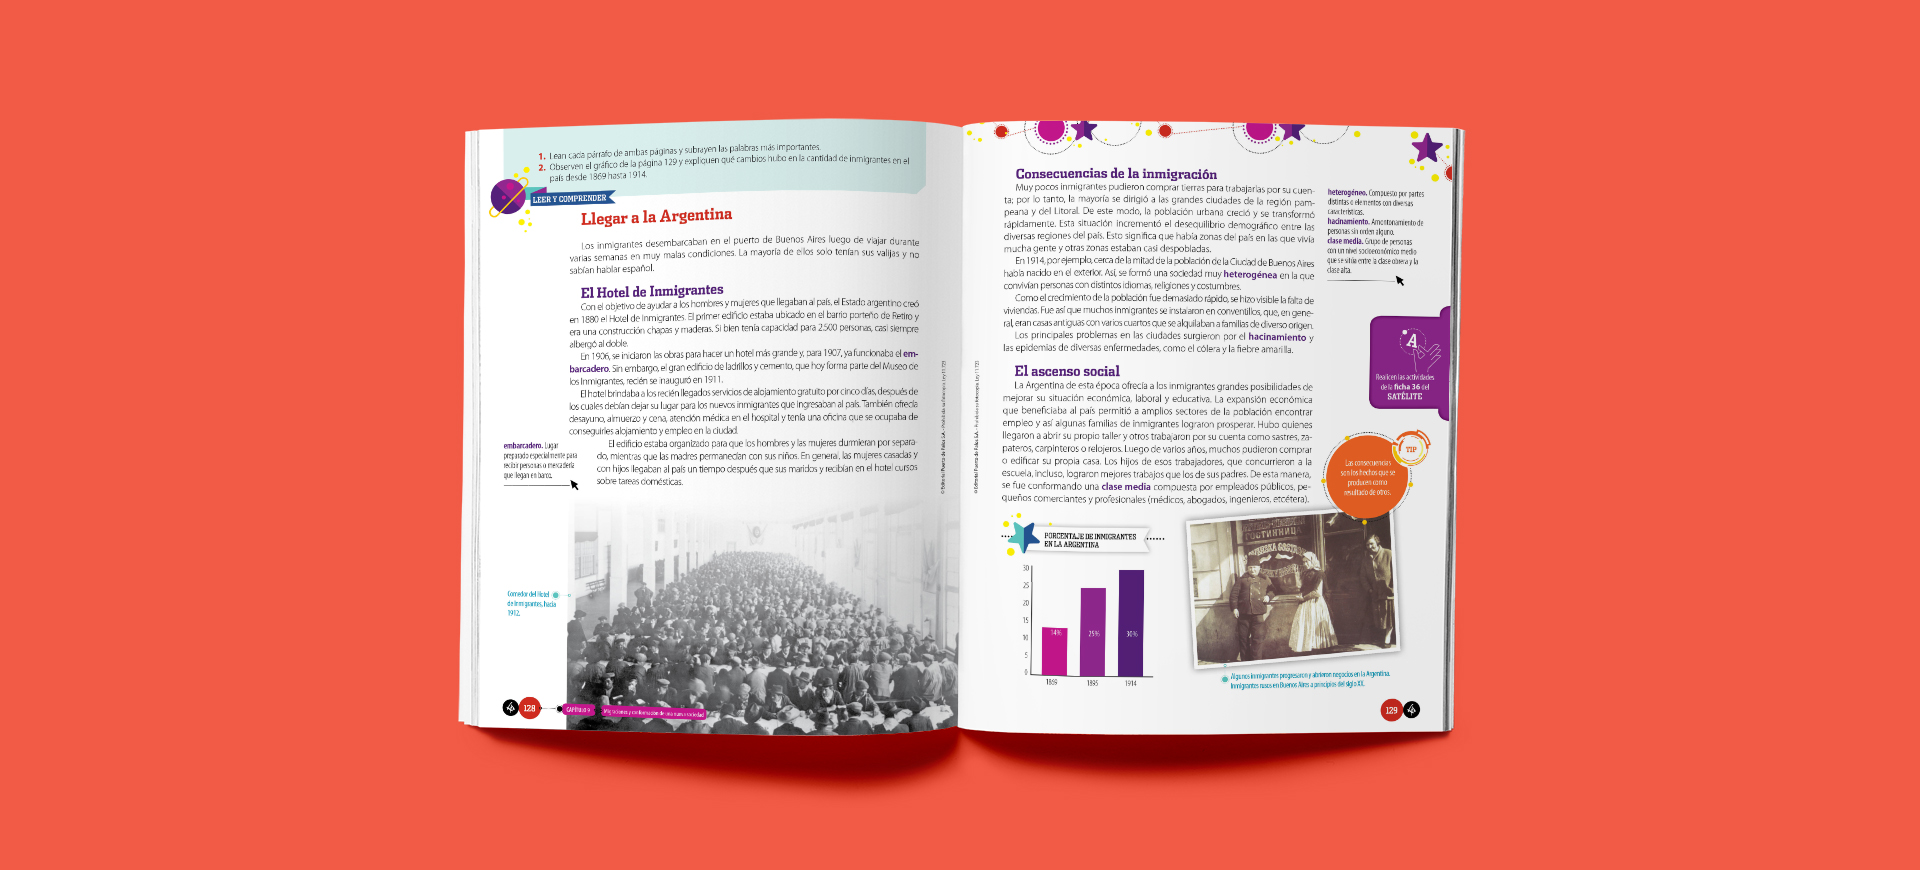 1. Lean cada párrafo de ambas páginas y subrayen las palabras más importantes.
2. Observen el gráfico de la página 129 y expliquen qué cambios hubo en la cantidad de inmigrantes en el
país desde 1869 hasta 1914.
LEER Y COMPRENDER
Llegar a la Argentina
Los inmigrantes desembarcaban en el puerto de Buenos Aires luego de viajar durante
varias semanas en muy malas condiciones. La mayoría de ellos solo tenían sus valijas y no
sabían hablar español.
El Hotel de Inmigrantes
Con el objetivo de ayudar a los hombres y mujeres que llegaban al país, el Estado argentino creó
en 1880 el Hotel de Inmigrantes. El primer edificio estaba ubicado en el barrio porteño de Retiro y
era una construcción chapas y maderas. Si bien tenía capacidad para 2.500 personas, casi siempre
albergó al doble.
En 1906, se iniciaron las obras para hacer un hotel más grande y, para 1907, ya funcionaba el em-
barcadero. Sin embargo, el gran edificio de ladrillos y cemento, que hoy forma parte del Museo de
los Inmigrantes, recién se inauguró en 1911.
El hotel brindaba a los recién llegados servicios de alojamiento gratuito por cinco días, después de
los cuales debían dejar su lugar para los nuevos inmigrantes que ingresaban al país. También ofrecía
desayuno, almuerzo y cena, atención médica en el hospital y tenía una oficina que se ocupaba de
conseguirles alojamiento y empleo en la ciudad.
El edificio estaba organizado para que los hombres y las mujeres durmieran por separa-
do, mientras que las madres permanecían con sus niños. En general, las mujeres casadas y
con hijos llegaban al país un tiempo después que sus maridos y recibían en el hotel cursos
sobre tareas domésticas.
embarcadero. Lugar
preparado especialmente para
recibir personas o mercadería
que llegan en barco.
Comedor del Hotel
de Inmigrantes, hacia
1912.
128
CAPÍTULO 9
Migraciones y conformación de una nueva sociedad
© Editorial Puerto de Palos S.A. - Prohibida su fotocopia. Ley 11.723
© Editorial Puerto de Palos S.A. - Prohibida su fotocopia. Ley 11.723
Consecuencias de la inmigración
Muy pocos inmigrantes pudieron comprar tierras para trabajarlas por su cuen-
ta; por lo tanto, la mayoría se dirigió a las grandes ciudades de la región pam-
peana y del Litoral. De este modo, la población urbana creció y se transformó
rápidamente. Esta situación incrementó el desequilibrio demográfico entre las
diversas regiones del país. Esto significa que había zonas del país en las que vivía
mucha gente y otras zonas estaban casi despobladas.
En 1914, por ejemplo, cerca de la mitad de la población de la Ciudad de Buenos Aires
había nacido en el exterior. Así, se formó una sociedad muy heterogénea en la que
convivían personas con distintos idiomas, religiones y costumbres.
Como el crecimiento de la población fue demasiado rápido, se hizo visible la falta de
viviendas. Fue así que muchos inmigrantes se instalaron en conventillos, que, en gene-
ral, eran casas antiguas con varios cuartos que se alquilaban a familias de diverso origen.
Los principales problemas en las ciudades surgieron por el hacinamiento y
las epidemias de diversas enfermedades, como el cólera y la fiebre amarilla.
El ascenso social
La Argentina de esta época ofrecía a los inmigrantes grandes posibilidades de
mejorar su situación económica, laboral y educativa. La expansión económica
que beneficiaba al país permitió a amplios sectores de la población encontrar
empleo y así algunas familias de inmigrantes lograron prosperar. Hubo quienes
llegaron a abrir su propio taller y otros trabajaron por su cuenta como sastres, za-
pateros, carpinteros o relojeros. Luego de varios años, muchos pudieron comprar
o edificar su propia casa. Los hijos de esos trabajadores, que concurrieron a la
escuela, incluso, lograron mejores trabajos que los de sus padres. De esta manera,
se fue conformando una clase media compuesta por empleados públicos, pe-
queños comerciantes y profesionales (médicos, abogados, ingenieros, etcétera).
heterogéneo. Compuesto por partes
distintas o elementos con diversas
características.
hacinamiento. Amontonamiento de
personas sin orden alguno.
clase media. Grupo de personas
con un nivel socioeconómico medio
que se sitúa entre la clase obrera y la
clase alta.
A
Realicen las actividades
de la ficha 36 del
SATÉLITE
TIP
Las consecuencias
son los hechos que se
producen como
resultado de otros.
PORCENTAJE DE INMIGRANTES
EN LA ARGENTINA
30
25
20
15
10
5
0
14%
25%
30%
1869
1895
1914
ГОСТИННИЦА
Algunos inmigrantes progresaron y abrieron negocios en la Argentina.
Inmigrantes rusos en Buenos Aires a principios del siglo XX.
129